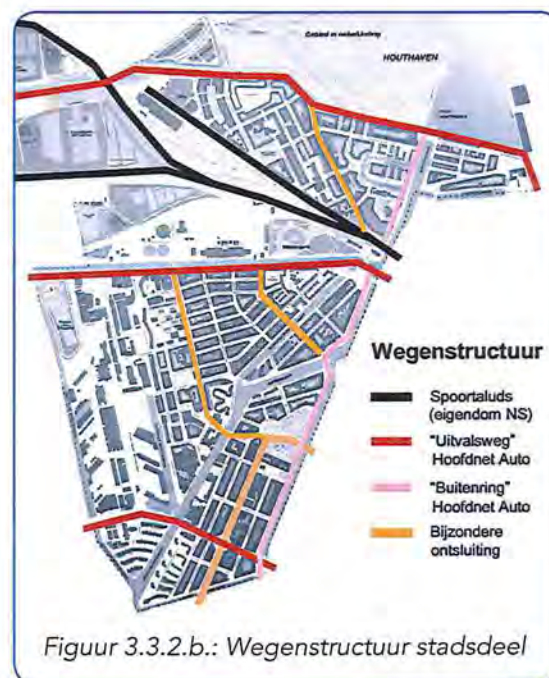 HOUTHAVEN
Wegenstructuur
Spoortaluds
(eigendom NS)
"Uitvalsweg"
Hoofdnet Auto
"Buitenring"
Hoofdnet Auto
Bijzondere
ontsluiting
Figuur 3.3.2.b.: Wegenstructuur stadsdeel